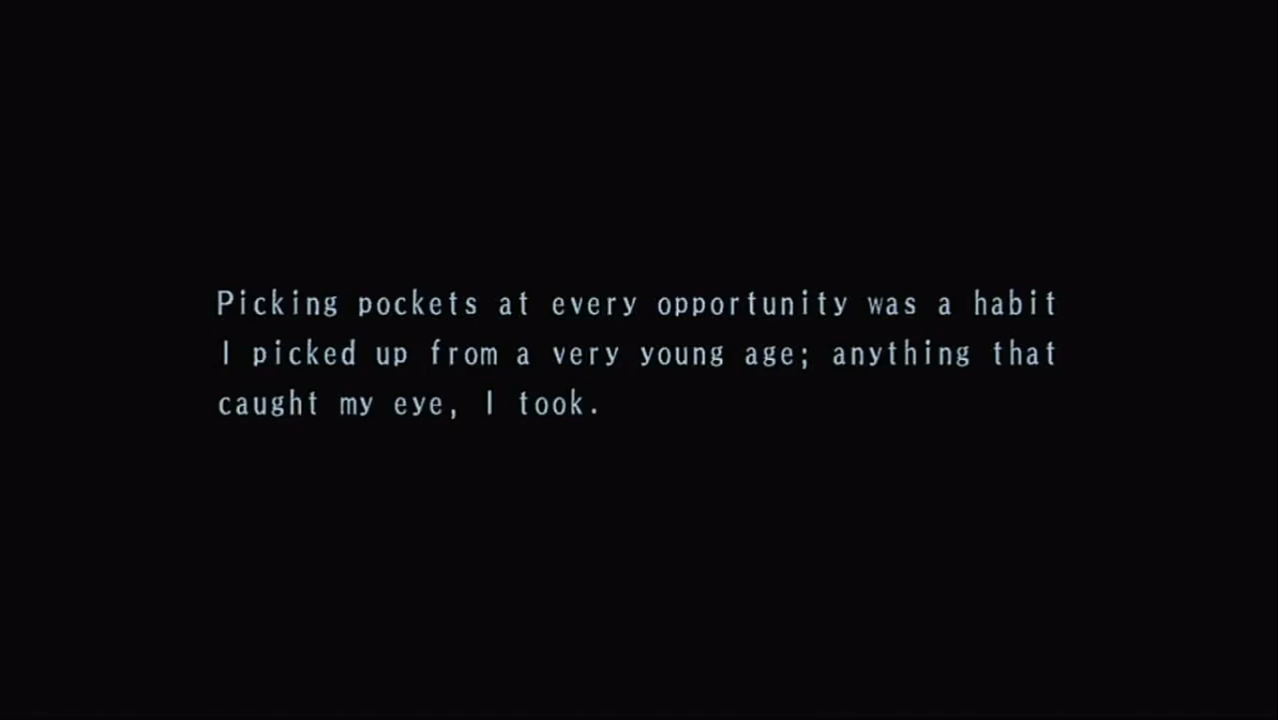 Picking pockets at every opportunity was a habit
I picked up from a very young age; anything that
caught my eye, I took.